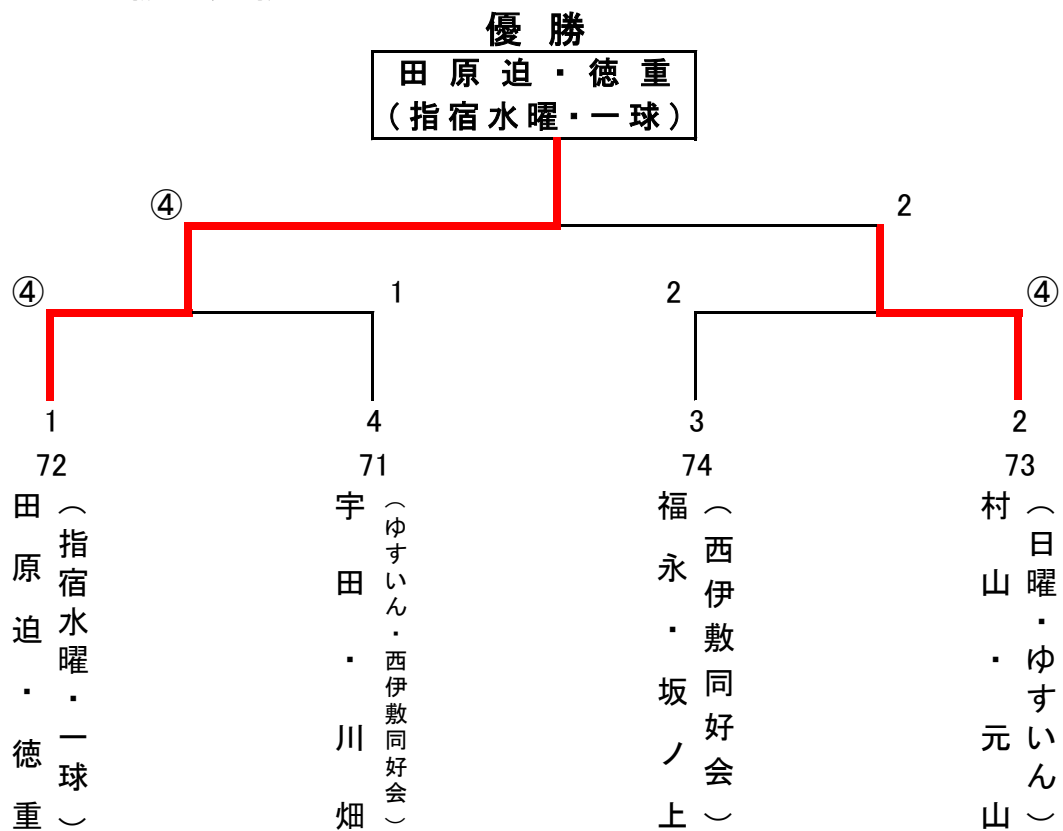 優勝
田原迫・徳重
(指宿水曜・一球)
④
2
④
1
2
④
1
4
3
2
72
71
74
73
田原迫・徳重
(指宿水曜・一球)
宇田・川畑
(ゆすいん・西伊敷同好会)
福永・坂ノ上
(西伊敷同好会)
村山・元山
(日曜・ゆすいん)